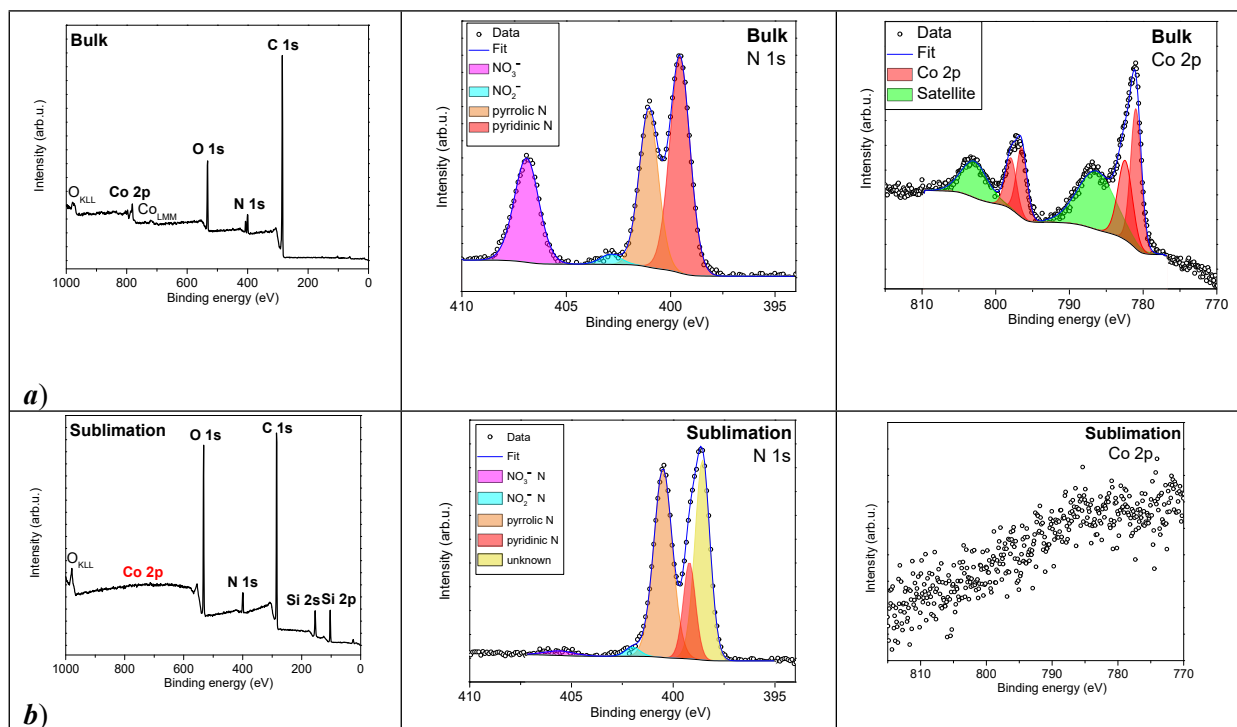 Bulk
C 1s
O 1s
Co 2p
N 1s
O KLL
Co LMM
Intensity (arb.u.)
1000 800 600 400 200 0
Binding energy (eV)
a)
Data
Fit
NO3-
NO2-
pyrrolic N
pyridinic N
Bulk
N 1s
Intensity (arb.u.)
410 405 400 395
Binding energy (eV)
Data
Fit
Co 2p
Satellite
Bulk
Co 2p
Intensity (arb.u.)
810 800 790 780 770
Binding energy (eV)
Sublimation
O 1s
C 1s
O KLL
Co 2p
N 1s
Si 2s Si 2p
Intensity (arb.u.)
1000 800 600 400 200 0
Binding energy (eV)
b)
Data
Fit
NO3- N
NO2- N
pyrrolic N
pyridinic N
unknown
Sublimation
N 1s
Intensity (arb.u.)
410 405 400 395
Binding energy (eV)
Sublimation
Co 2p
Intensity (arb.u.)
810 800 790 780 770
Binding energy (eV)